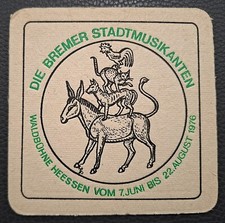 DIE BREMER STADTMUSIKANTEN
WALDBÜHNE HEESSEN VOM 7. JUNI BIS 22. AUGUST 1976